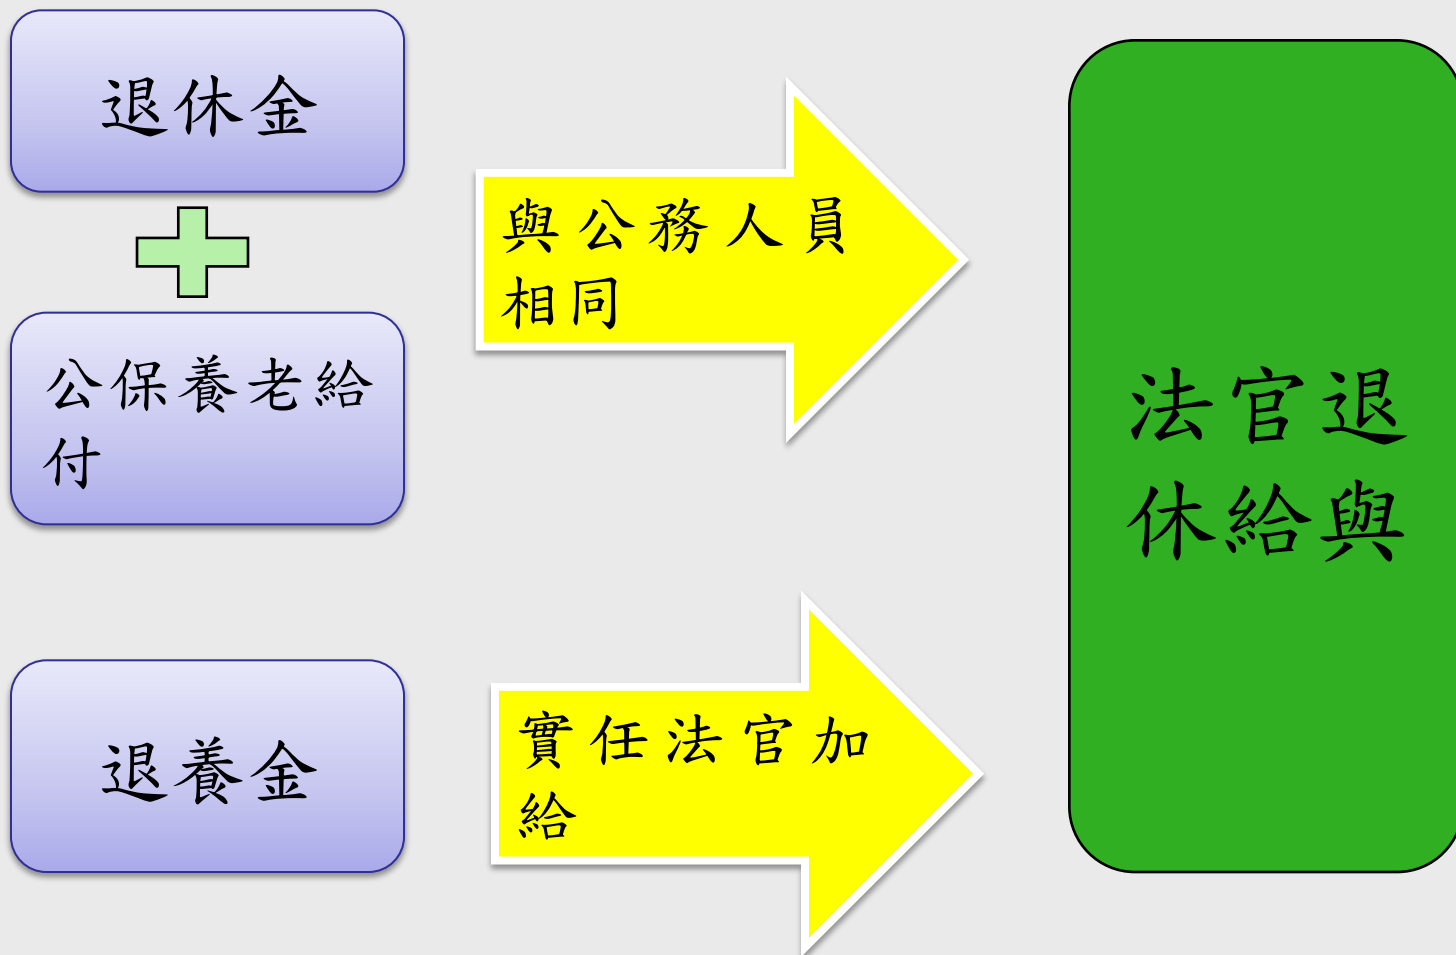 退休金
與公務人員
相同
公保養老給
付
法官退
休給與
退養金
實任法官加
給